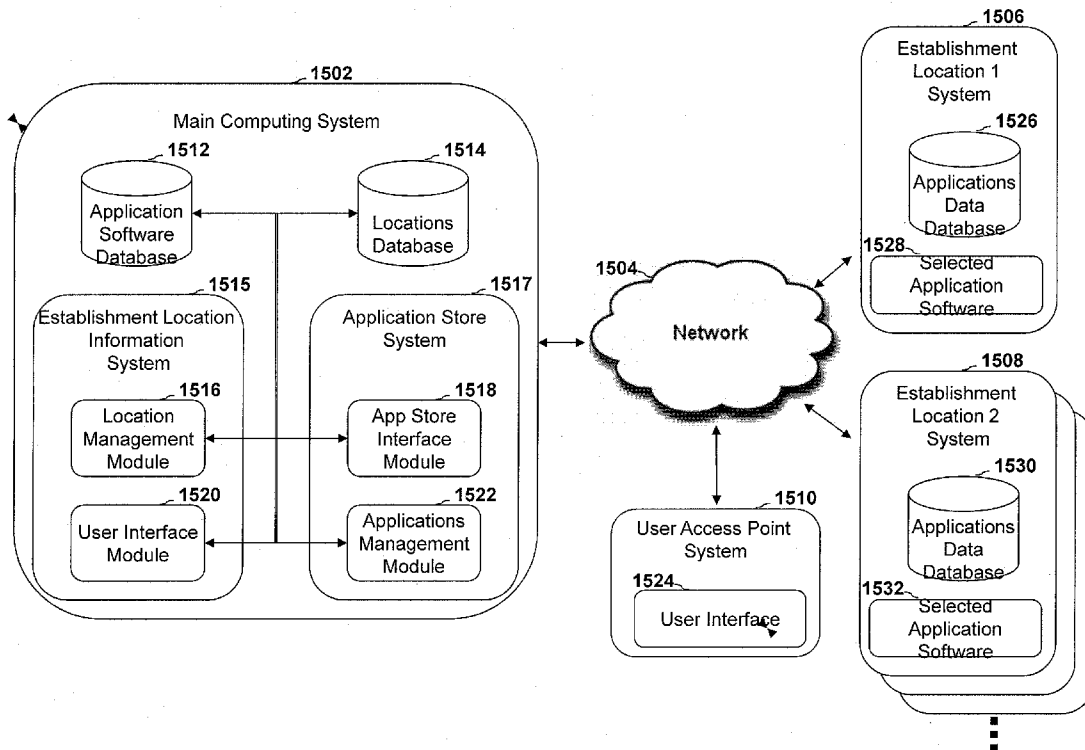 1502
Main Computing System
1512
Application
Software
Database
1514
Locations
Database
1515
Establishment Location
Information
System
1516
Location
Management
Module
1520
User Interface
Module
1517
Application Store
System
1518
App Store
Interface
Module
1522
Applications
Management
Module
1504
Network
1510
User Access Point
System
1524
User Interface
1506
Establishment
Location 1
System
1526
Applications
Data
Database
1528
Selected
Application
Software
1508
Establishment
Location 2
System
1530
Applications
Data
Database
1532
Selected
Application
Software